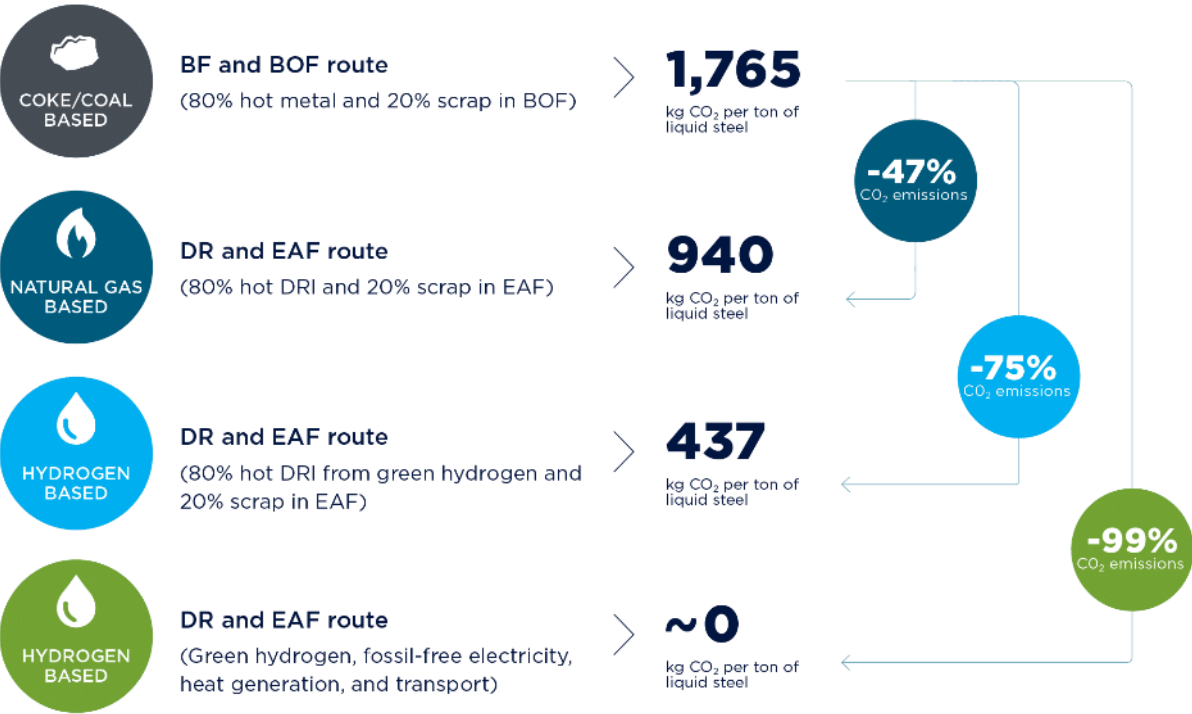 COKE/COAL
BASED
BF and BOF route
(80% hot metal and 20% scrap in BOF)
1,765
kg CO₂ per ton of
liquid steel
-47%
CO₂ emissions
NATURAL GAS
BASED
DR and EAF route
(80% hot DRI and 20% scrap in EAF)
940
kg CO₂ per ton of
liquid steel
-75%
CO₂ emissions
HYDROGEN
BASED
DR and EAF route
(80% hot DRI from green hydrogen and
20% scrap in EAF)
437
kg CO₂ per ton of
liquid steel
-99%
CO₂ emissions
HYDROGEN
BASED
DR and EAF route
(Green hydrogen, fossil-free electricity,
heat generation, and transport)
~0
kg CO₂ per ton of
liquid steel